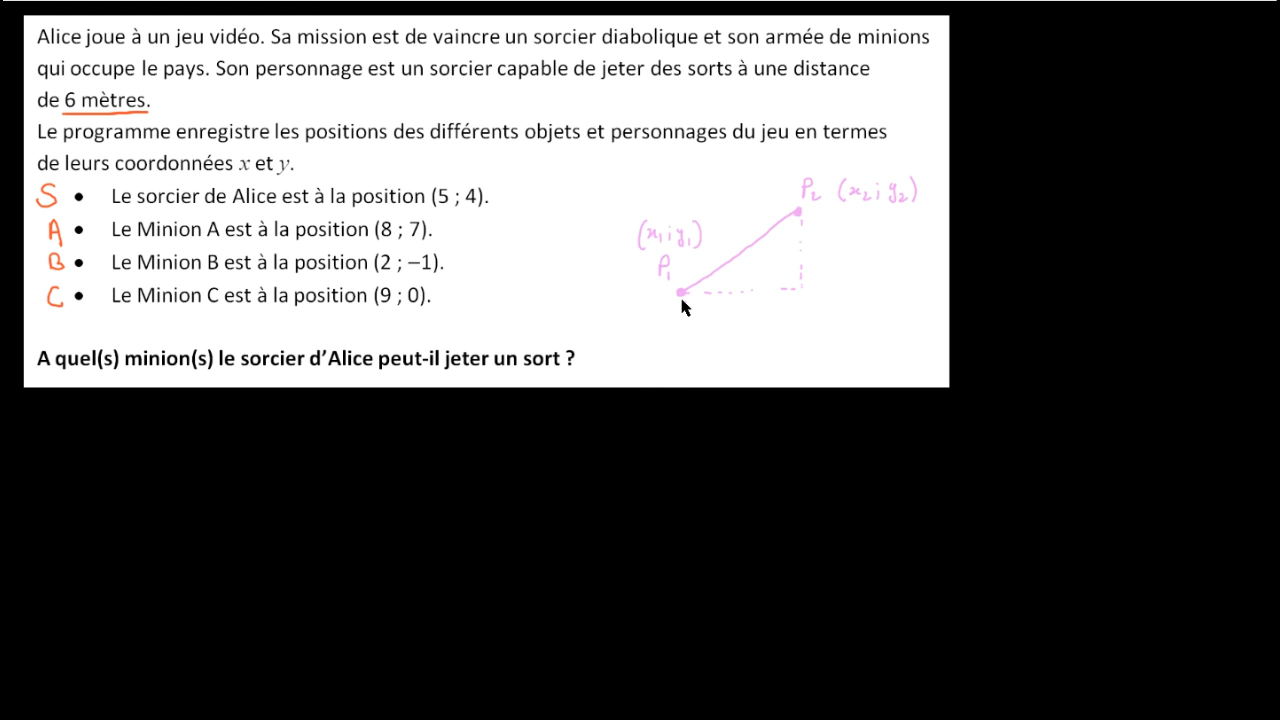 Alice joue à un jeu vidéo. Sa mission est de vaincre un sorcier diabolique et son armée de minions
qui occupe le pays. Son personnage est un sorcier capable de jeter des sorts à une distance
de 6 mètres.
Le programme enregistre les positions des différents objets et personnages du jeu en termes
de leurs coordonnées x et y.
S • Le sorcier de Alice est à la position (5 ; 4).
A • Le Minion A est à la position (8 ; 7).
B • Le Minion B est à la position (2 ; –1).
C • Le Minion C est à la position (9 ; 0).
P₂ (x₂ ; y₂)
(x₁ ; y₁)
P₁
A quel(s) minion(s) le sorcier d’Alice peut-il jeter un sort ?